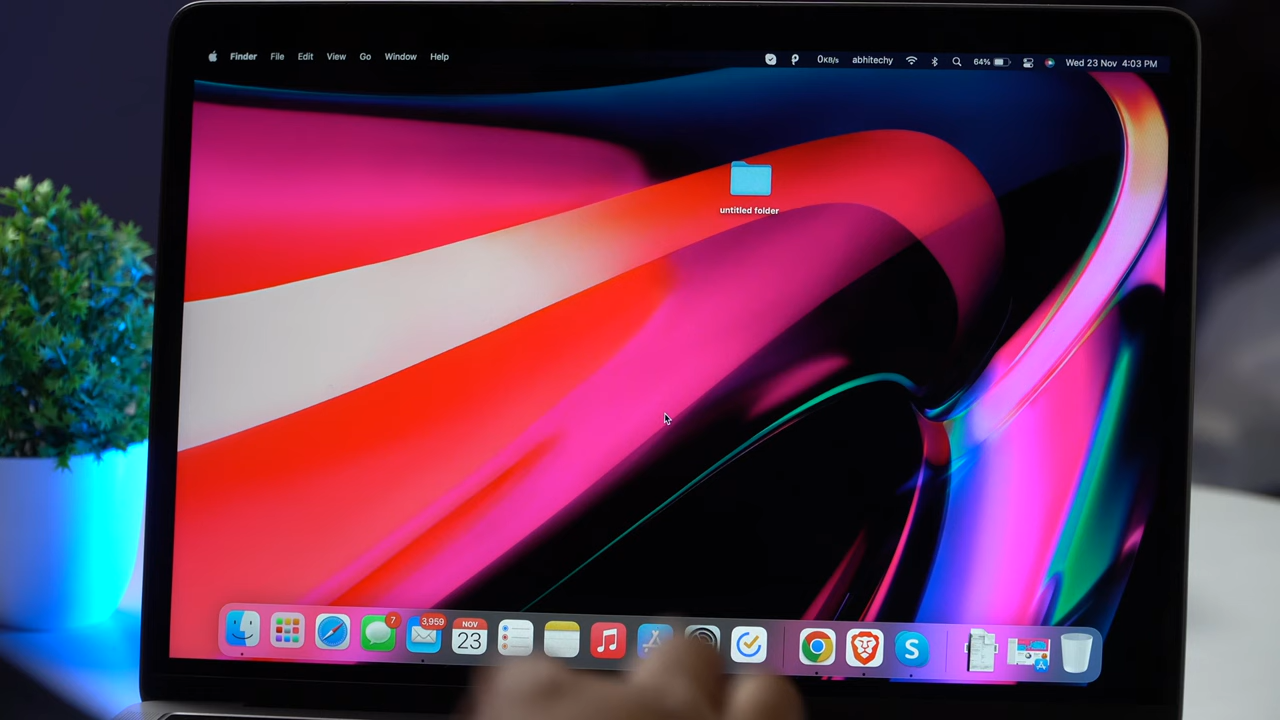 Finder File Edit View Go Window Help 0KB/s abhitechy 64% Wed 23 Nov 4:03 PM
untitled folder
7 3,959 NOV
23